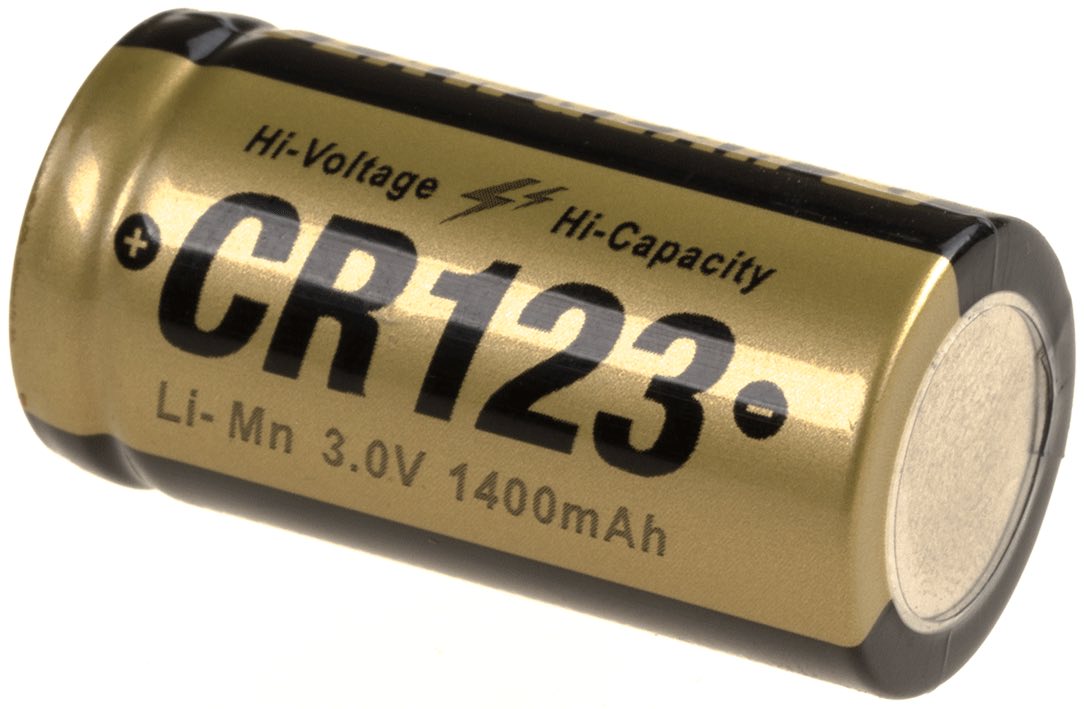 Hi-Voltage
Hi-Capacity
+ CR123 -
Li-Mn 3.0V 1400mAh